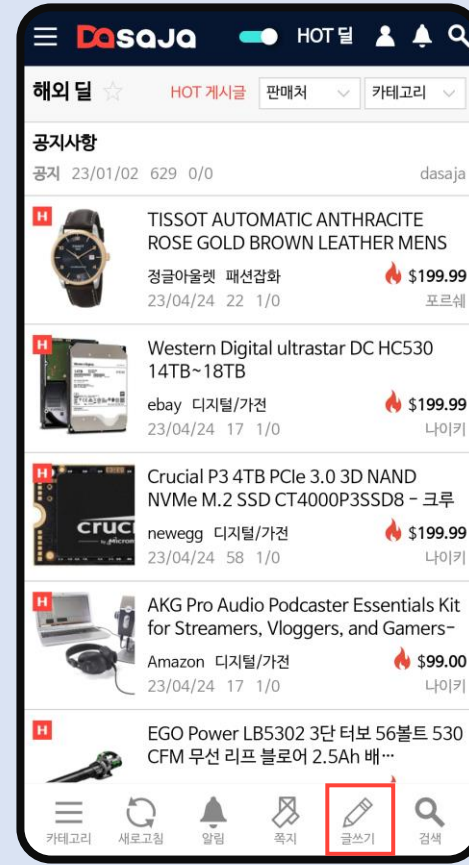 Dasaja HOT 딜
해외 딜 HOT 게시글 판매처 카테고리
공지사항
공지 23/01/02 629 0/0 dasaja
H
TISSOT AUTOMATIC ANTHRACITE
ROSE GOLD BROWN LEATHER MENS
정글아울렛 패션잡화 $199.99
23/04/24 22 1/0 포르쉐
H
Western Digital ultrastar DC HC530
14TB~18TB
ebay 디지털/가전 $199.99
23/04/24 17 1/0 나이키
H
Crucial P3 4TB PCIe 3.0 3D NAND
NVMe M.2 SSD CT4000P3SSD8 - 크루
cruc
by Micron
newegg 디지털/가전 $199.99
23/04/24 58 1/0 나이키
H
AKG Pro Audio Podcaster Essentials Kit
for Streamers, Vloggers, and Gamers-
Amazon 디지털/가전 $99.00
23/04/24 17 1/0 나이키
H
EGO Power LB5302 3단 터보 56볼트 530
CFM 무선 리프 블로어 2.5Ah 배…
카테고리 새로고침 알림 쪽지 글쓰기 검색